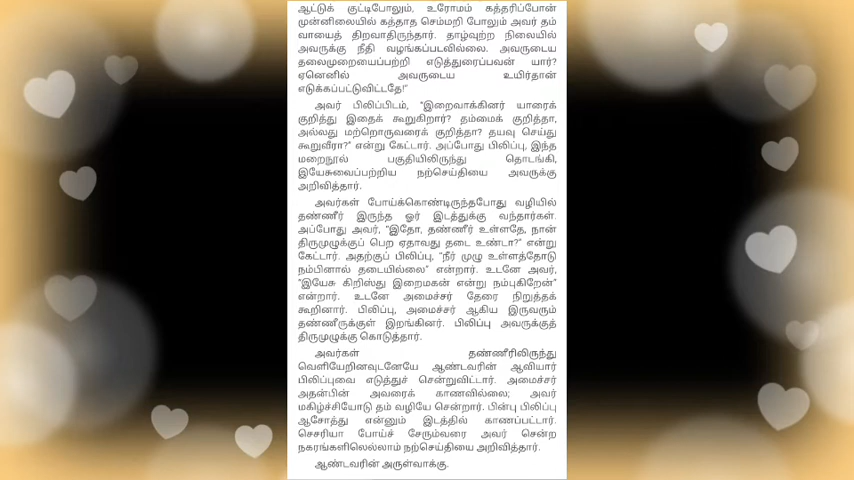 ஆட்டுக் குட்டிபோலும், உரோமம் கத்தரிப்போன்
முன்னிலையில் கத்தாத செம்மறி போலும் அவர் தம்
வாயைத் திறவாதிருந்தார். தாழ்வுற்ற நிலையில்
அவருக்கு நீதி வழங்கப்படவில்லை. அவருடைய
தலைமுறையைப்பற்றி எடுத்துரைப்பவன் யார்?
ஏனெனில் அவருடைய உயிர்தான்
எடுக்கப்பட்டுவிட்டதே!"
அவர் பிலிப்பிடம், "இறைவாக்கினர் யாரைக்
குறித்து இதைக் கூறுகிறார்? தம்மைக் குறித்தா,
அல்லது மற்றொருவரைக் குறித்தா? தயவு செய்து
கூறுவீரா?" என்று கேட்டார். அப்போது பிலிப்பு, இந்த
மறைநூல் பகுதியிலிருந்து தொடங்கி,
இயேசுவைப்பற்றிய நற்செய்தியை அவருக்கு
அறிவித்தார்.
அவர்கள் போய்க்கொண்டிருந்தபோது வழியில்
தண்ணீர் இருந்த ஓர் இடத்துக்கு வந்தார்கள்.
அப்போது அவர், "இதோ, தண்ணீர் உள்ளதே, நான்
திருமுழுக்குப் பெற ஏதாவது தடை உண்டா?" என்று
கேட்டார். அதற்குப் பிலிப்பு, "நீர் முழு உள்ளத்தோடு
நம்பினால் தடையில்லை" என்றார். உடனே அவர்,
"இயேசு கிறிஸ்து இறைமகன் என்று நம்புகிறேன்"
என்றார். உடனே அமைச்சர் தேரை நிறுத்தக்
கூறினார். பிலிப்பு, அமைச்சர் ஆகிய இருவரும்
தண்ணீருக்குள் இறங்கினர். பிலிப்பு அவருக்குத்
திருமுழுக்கு கொடுத்தார்.
அவர்கள் தண்ணீரிலிருந்து
வெளியேறினவுடனேயே ஆண்டவரின் ஆவியார்
பிலிப்புவை எடுத்துச் சென்றுவிட்டார். அமைச்சர்
அதன்பின் அவரைக் காணவில்லை; அவர்
மகிழ்ச்சியோடு தம் வழியே சென்றார். பின்பு பிலிப்பு
ஆசோத்து என்னும் இடத்தில் காணப்பட்டார்.
செசரியா போய்ச் சேரும்வரை அவர் சென்ற
நகரங்களிலெல்லாம் நற்செய்தியை அறிவித்தார்.
ஆண்டவரின் அருள்வாக்கு.